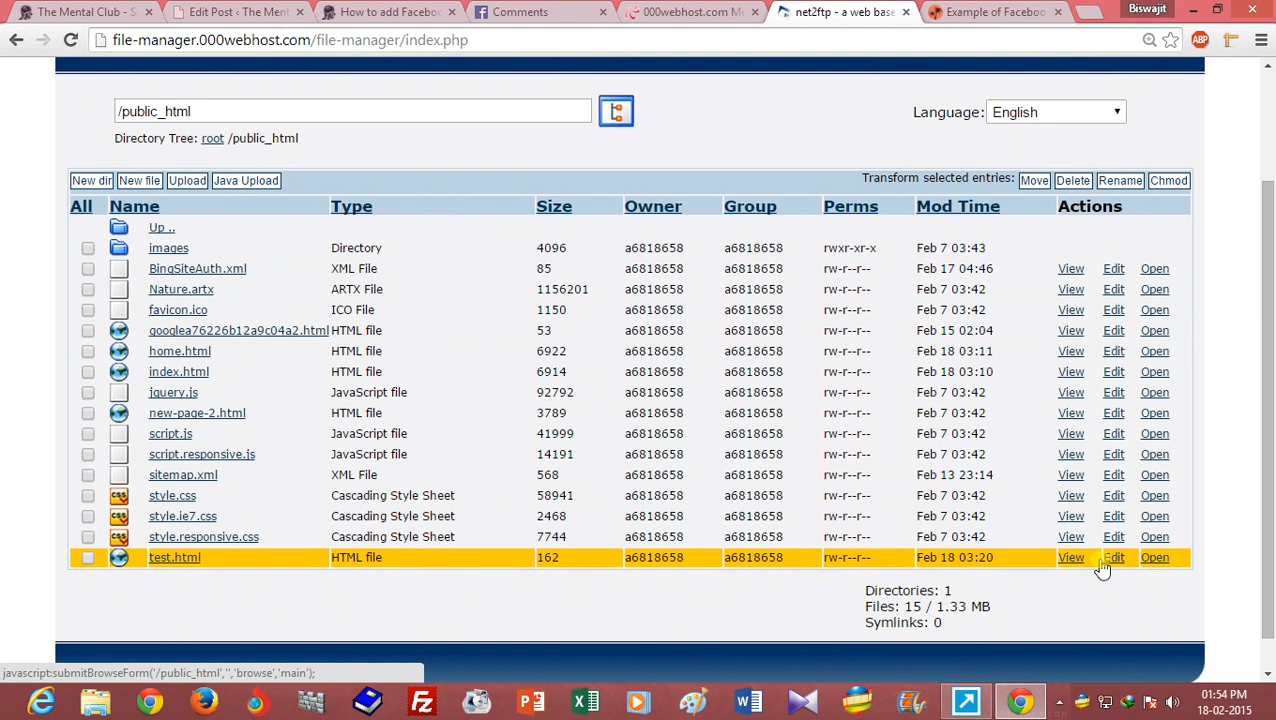 The Mental Club - S
Edit Post ‹ The Ment
How to add Facebook
Comments
000webhost.com M
net2ftp - a web base
Example of Facebo
Biswajit
file-manager.000webhost.com/file-manager/index.php
/public_html
Language: English
Directory Tree: root /public_html
New dir New file Upload Java Upload Transform selected entries: Move Delete Rename Chmod
All Name Type Size Owner Group Perms Mod Time Actions
Up ..
images Directory 4096 a6818658 a6818658 rwxr-xr-x Feb 7 03:43
BingSiteAuth.xml XML File 85 a6818658 a6818658 rw-r--r-- Feb 17 04:46 View Edit Open
Nature.artx ARTX File 1156201 a6818658 a6818658 rw-r--r-- Feb 7 03:42 View Edit Open
favicon.ico ICO File 1150 a6818658 a6818658 rw-r--r-- Feb 7 03:42 View Edit Open
googlea76226b12a9c04a2.html HTML file 53 a6818658 a6818658 rw-r--r-- Feb 15 02:04 View Edit Open
home.html HTML file 6922 a6818658 a6818658 rw-r--r-- Feb 18 03:11 View Edit Open
index.html HTML file 6914 a6818658 a6818658 rw-r--r-- Feb 18 03:10 View Edit Open
jquery.js JavaScript file 92792 a6818658 a6818658 rw-r--r-- Feb 7 03:42 View Edit Open
new-page-2.html HTML file 3789 a6818658 a6818658 rw-r--r-- Feb 7 03:42 View Edit Open
script.js JavaScript file 41999 a6818658 a6818658 rw-r--r-- Feb 7 03:42 View Edit Open
script.responsive.js JavaScript file 14191 a6818658 a6818658 rw-r--r-- Feb 7 03:42 View Edit Open
sitemap.xml XML File 568 a6818658 a6818658 rw-r--r-- Feb 13 23:14 View Edit Open
style.css Cascading Style Sheet 58941 a6818658 a6818658 rw-r--r-- Feb 7 03:42 View Edit Open
style.ie7.css Cascading Style Sheet 2468 a6818658 a6818658 rw-r--r-- Feb 7 03:42 View Edit Open
style.responsive.css Cascading Style Sheet 7744 a6818658 a6818658 rw-r--r-- Feb 7 03:42 View Edit Open
test.html HTML file 162 a6818658 a6818658 rw-r--r-- Feb 18 03:20 View Edit Open
Directories: 1
Files: 15 / 1.33 MB
Symlinks: 0
javascript:submitBrowseForm('/public_html','','browse','main');
01:54 PM
18-02-2015